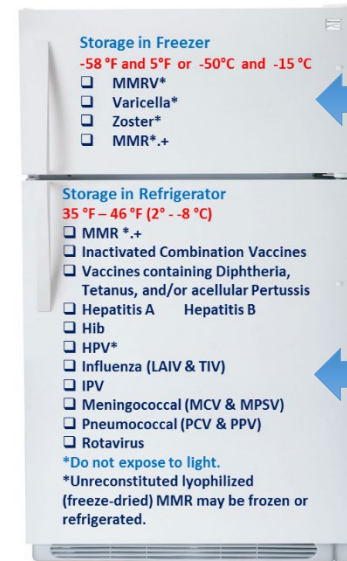 Storage in Freezer
-58 °F and 5°F or -50°C and -15 °C
❑ MMRV*
❑ Varicella*
❑ Zoster*
❑ MMR*.+
Storage in Refrigerator
35 °F – 46 °F (2° - -8 °C)
❑ MMR *.+
❑ Inactivated Combination Vaccines
❑ Vaccines containing Diphtheria,
Tetanus, and/or acellular Pertussis
❑ Hepatitis A Hepatitis B
❑ Hib
❑ HPV*
❑ Influenza (LAIV & TIV)
❑ IPV
❑ Meningococcal (MCV & MPSV)
❑ Pneumococcal (PCV & PPV)
❑ Rotavirus
*Do not expose to light.
*Unreconstituted lyophilized
(freeze-dried) MMR may be frozen or
refrigerated.